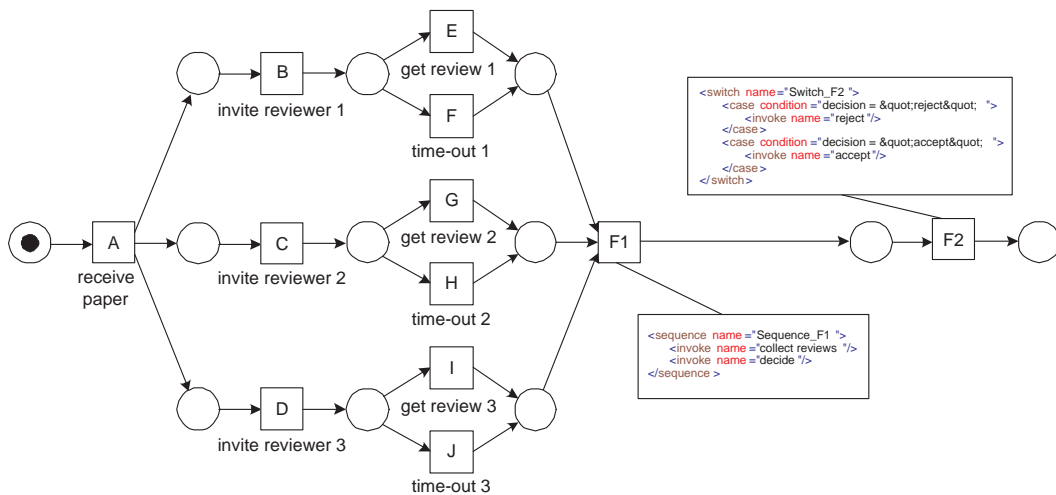 E
get review 1
B
invite reviewer 1
F
time-out 1
<switch name="Switch_F2 ">
<case condition ="decision = &quot;reject&quot; ">
<invoke name="reject"/>
</case>
<case condition ="decision = &quot;accept&quot; ">
<invoke name="accept"/>
</case>
</switch>
G
get review 2
A
receive
paper
C
invite reviewer 2
H
time-out 2
F1
F2
<sequence name="Sequence_F1 ">
<invoke name="collect reviews "/>
<invoke name="decide"/>
</sequence >
I
get review 3
D
invite reviewer 3
J
time-out 3